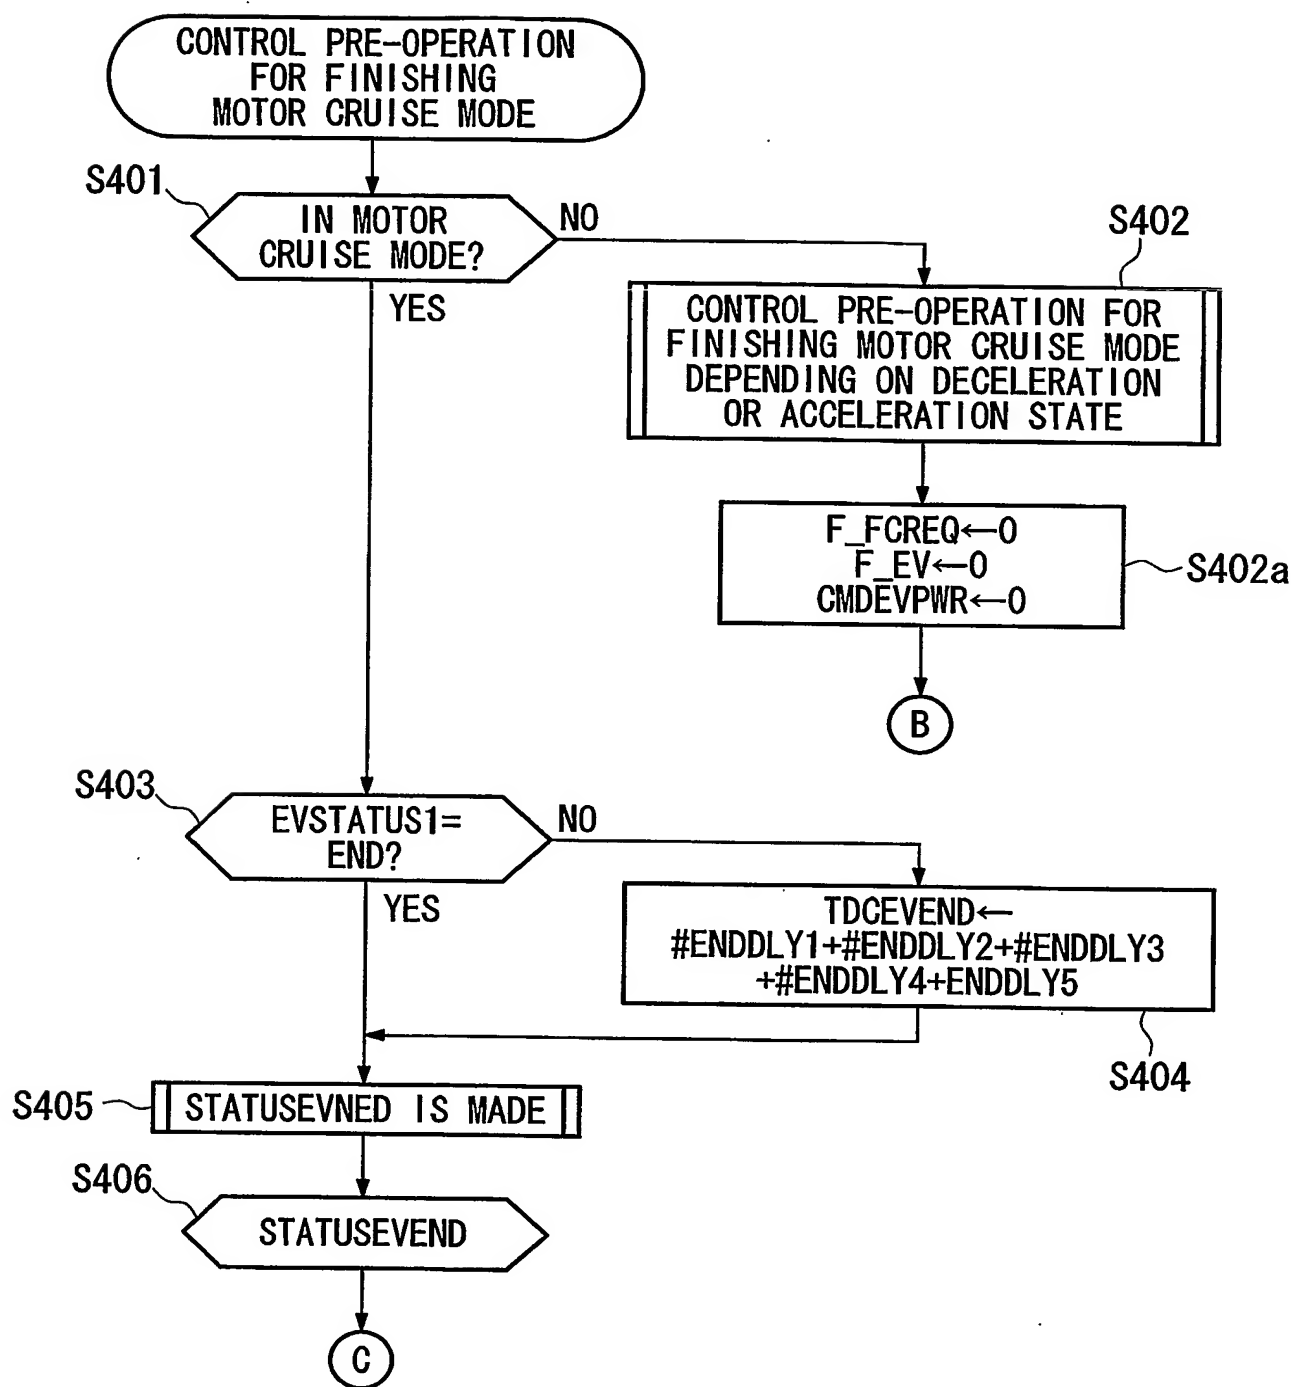 CONTROL PRE-OPERATION
FOR FINISHING
MOTOR CRUISE MODE
S401
IN MOTOR
CRUISE MODE?
NO
YES
S402
CONTROL PRE-OPERATION FOR
FINISHING MOTOR CRUISE MODE
DEPENDING ON DECELERATION
OR ACCELERATION STATE
F_FCREQ←0
F_EV←0
CMDEVPWR←0
S402a
B
S403
EVSTATUS1=
END?
NO
YES
TDCEVEND←
#ENDDLY1+#ENDDLY2+#ENDDLY3
+#ENDDLY4+ENDDLY5
S404
S405
STATUSEVNED IS MADE
S406
STATUSEVEND
C